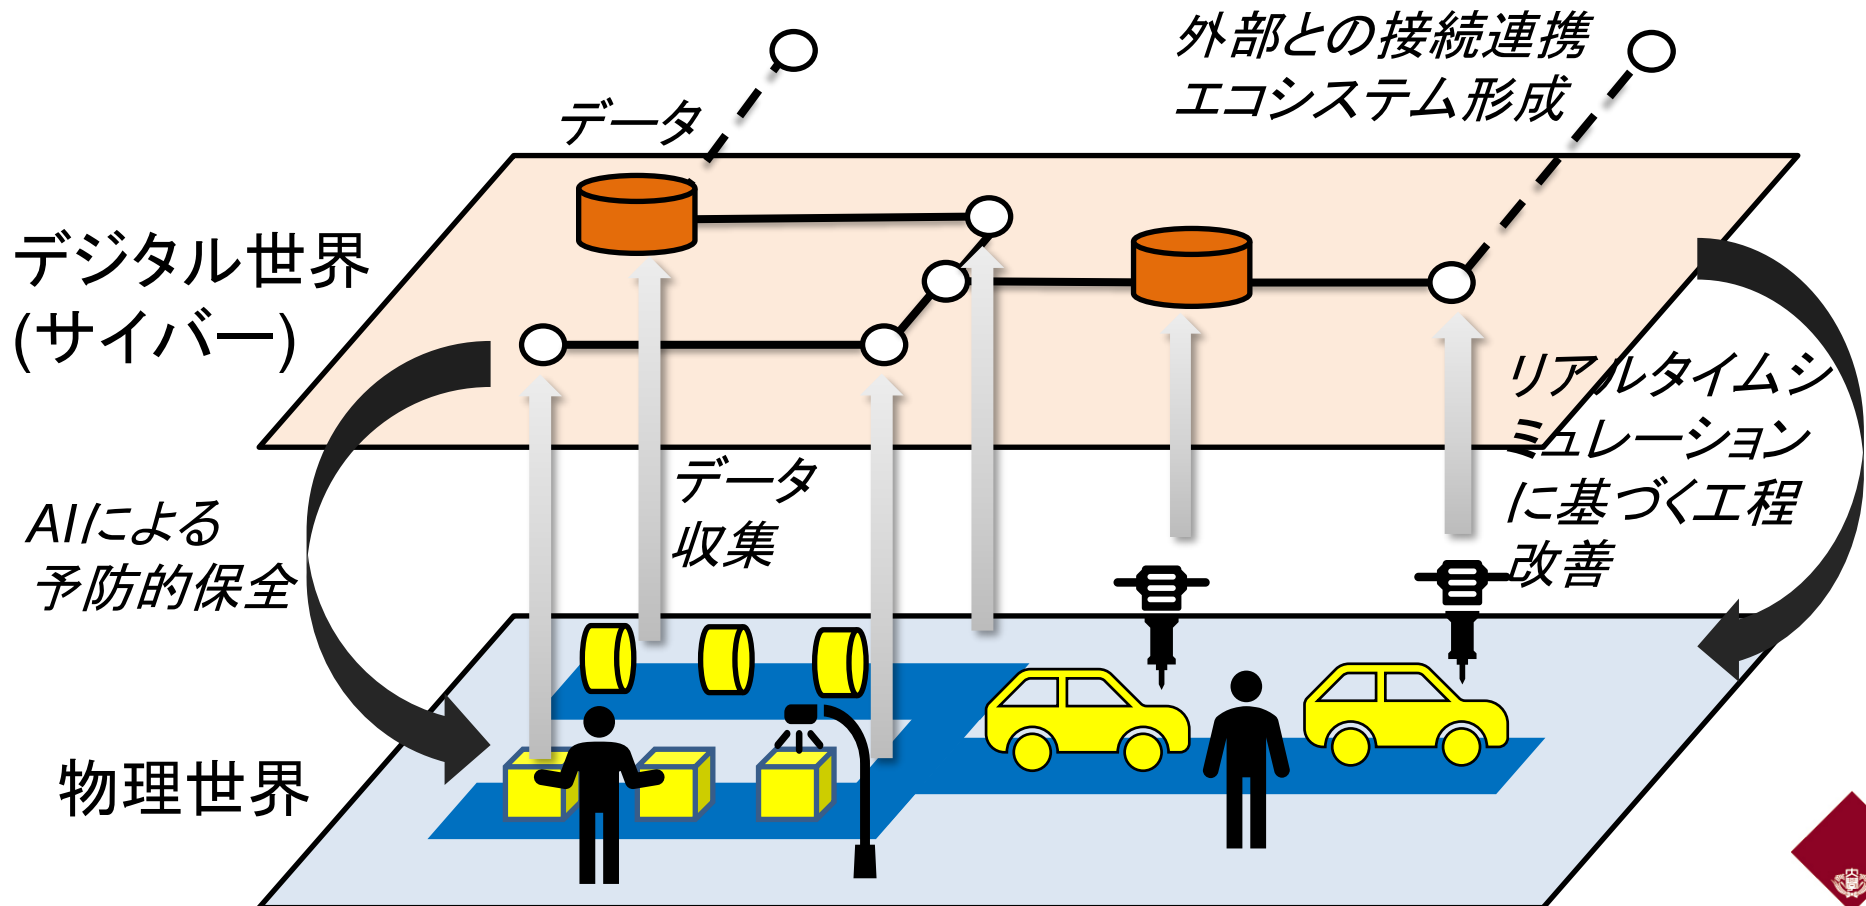 外部との接続連携
エコシステム形成
データ
デジタル世界
(サイバー)
リアルタイムシ
ミュレーション
に基づく工程
改善
データ
収集
AIによる
予防的保全
物理世界